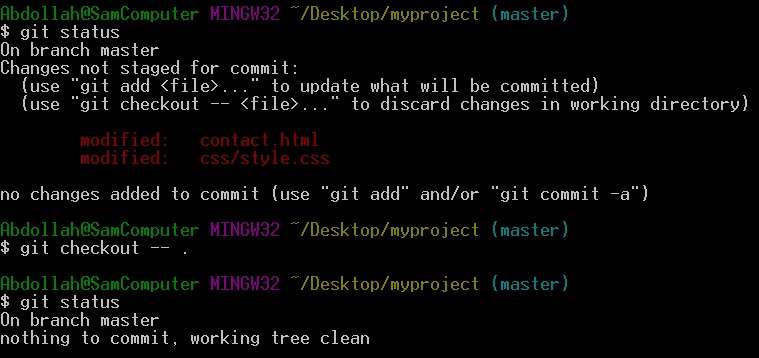 Abdollah@SamComputer MINGW32 ~/Desktop/myproject (master)
$ git status
On branch master
Changes not staged for commit:
  (use "git add <file>..." to update what will be committed)
  (use "git checkout -- <file>..." to discard changes in working directory)
        modified:   contact.html
        modified:   css/style.css
no changes added to commit (use "git add" and/or "git commit -a")
Abdollah@SamComputer MINGW32 ~/Desktop/myproject (master)
$ git checkout -- .
Abdollah@SamComputer MINGW32 ~/Desktop/myproject (master)
$ git status
On branch master
nothing to commit, working tree clean